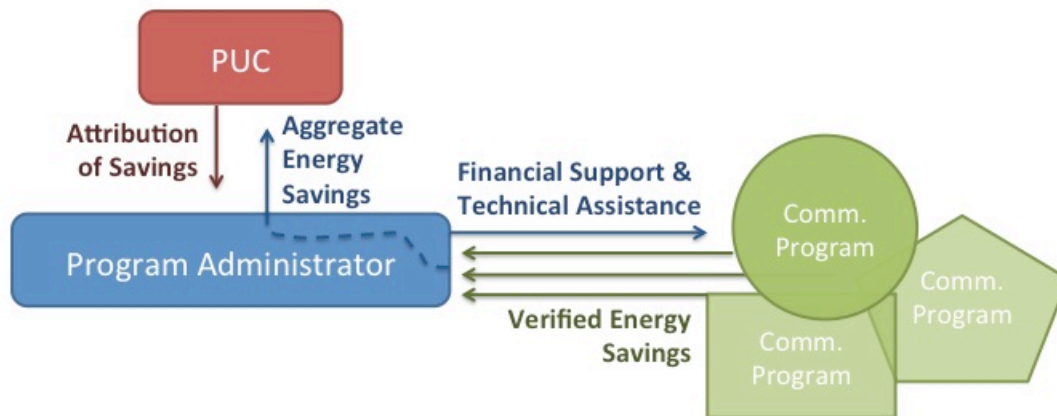 PUC
Attribution
of Savings
Aggregate
Energy
Savings
Financial Support &
Technical Assistance
Program Administrator
Verified Energy
Savings
Comm.
Program
Comm.
Program
Comm.
Program